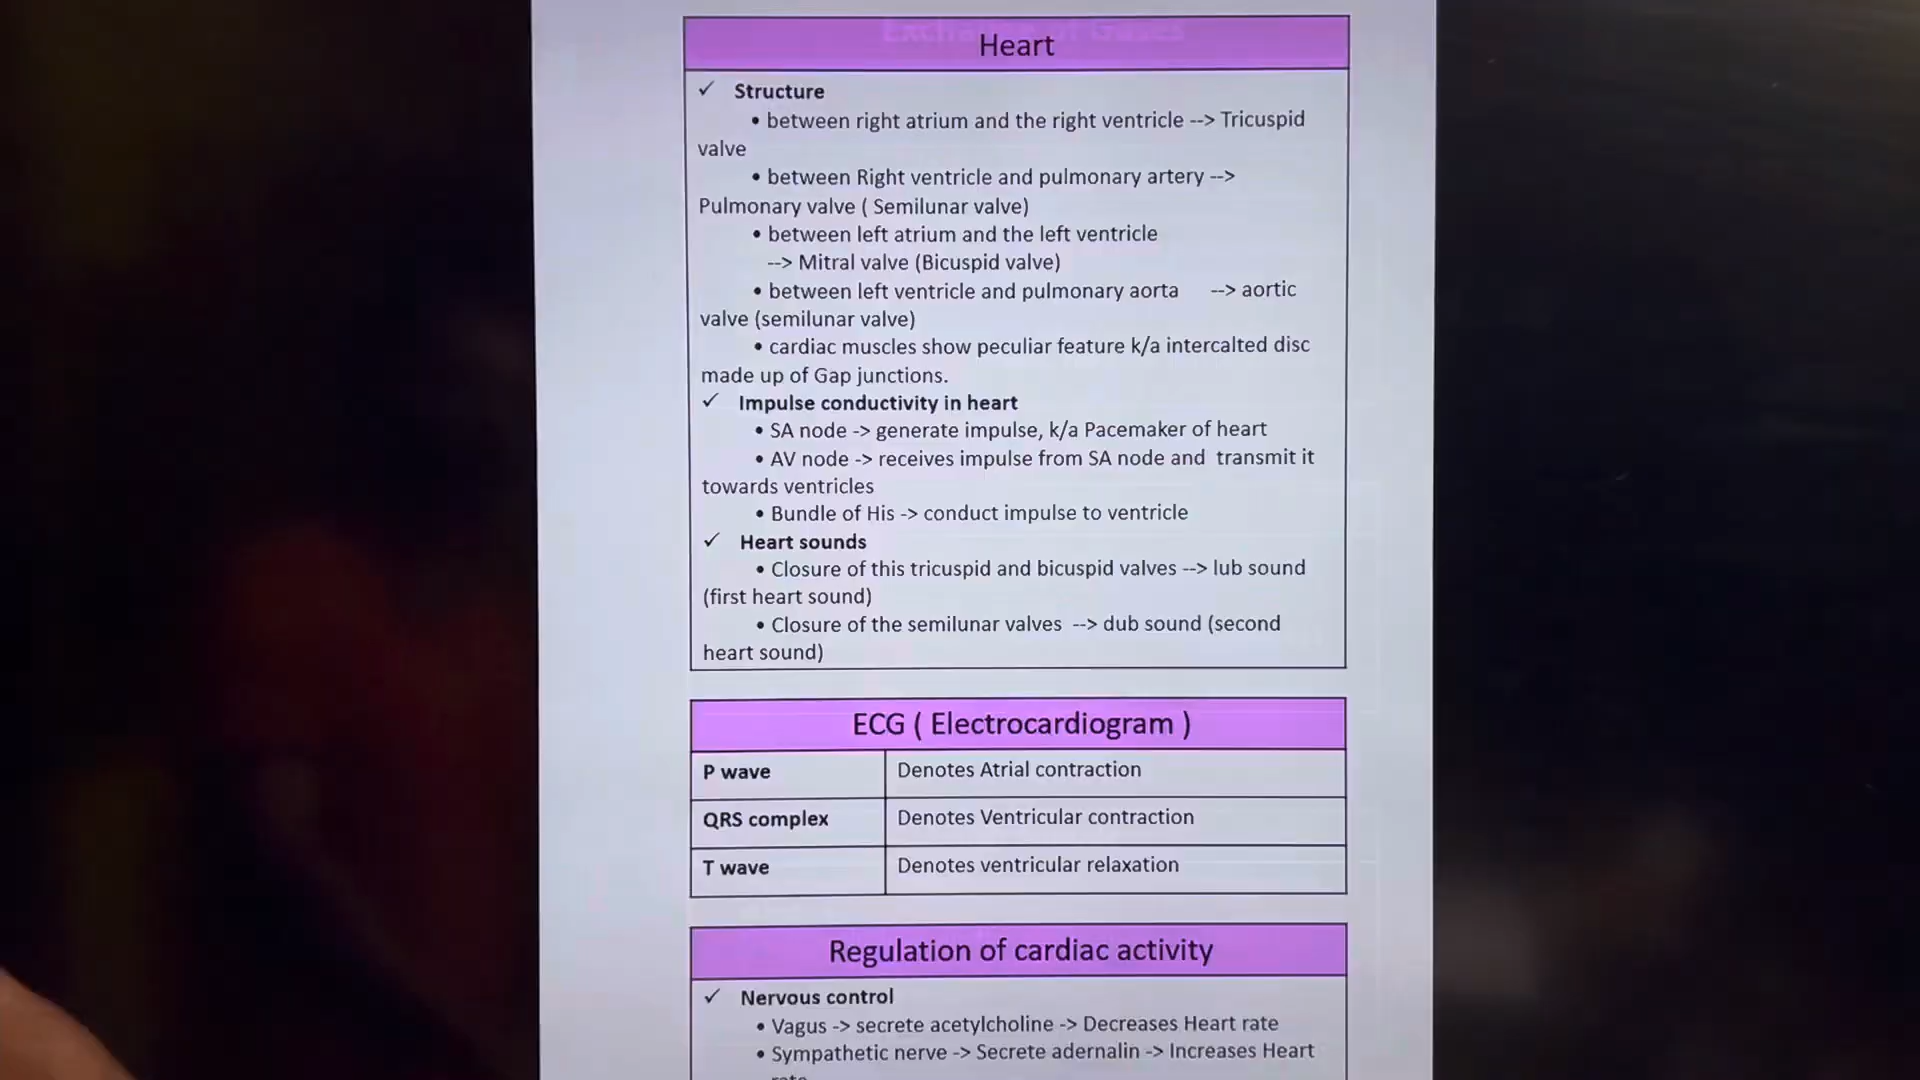 Heart
✓ Structure
• between right atrium and the right ventricle --> Tricuspid
valve
• between Right ventricle and pulmonary artery -->
Pulmonary valve ( Semilunar valve)
• between left atrium and the left ventricle
--> Mitral valve (Bicuspid valve)
• between left ventricle and pulmonary aorta --> aortic
valve (semilunar valve)
• cardiac muscles show peculiar feature k/a intercalted disc
made up of Gap junctions.
✓ Impulse conductivity in heart
• SA node -> generate impulse, k/a Pacemaker of heart
• AV node -> receives impulse from SA node and transmit it
towards ventricles
• Bundle of His -> conduct impulse to ventricle
✓ Heart sounds
• Closure of this tricuspid and bicuspid valves --> lub sound
(first heart sound)
• Closure of the semilunar valves --> dub sound (second
heart sound)
ECG ( Electrocardiogram )
P wave Denotes Atrial contraction
QRS complex Denotes Ventricular contraction
T wave Denotes ventricular relaxation
Regulation of cardiac activity
✓ Nervous control
• Vagus -> secrete acetylcholine -> Decreases Heart rate
• Sympathetic nerve -> Secrete adernalin -> Increases Heart